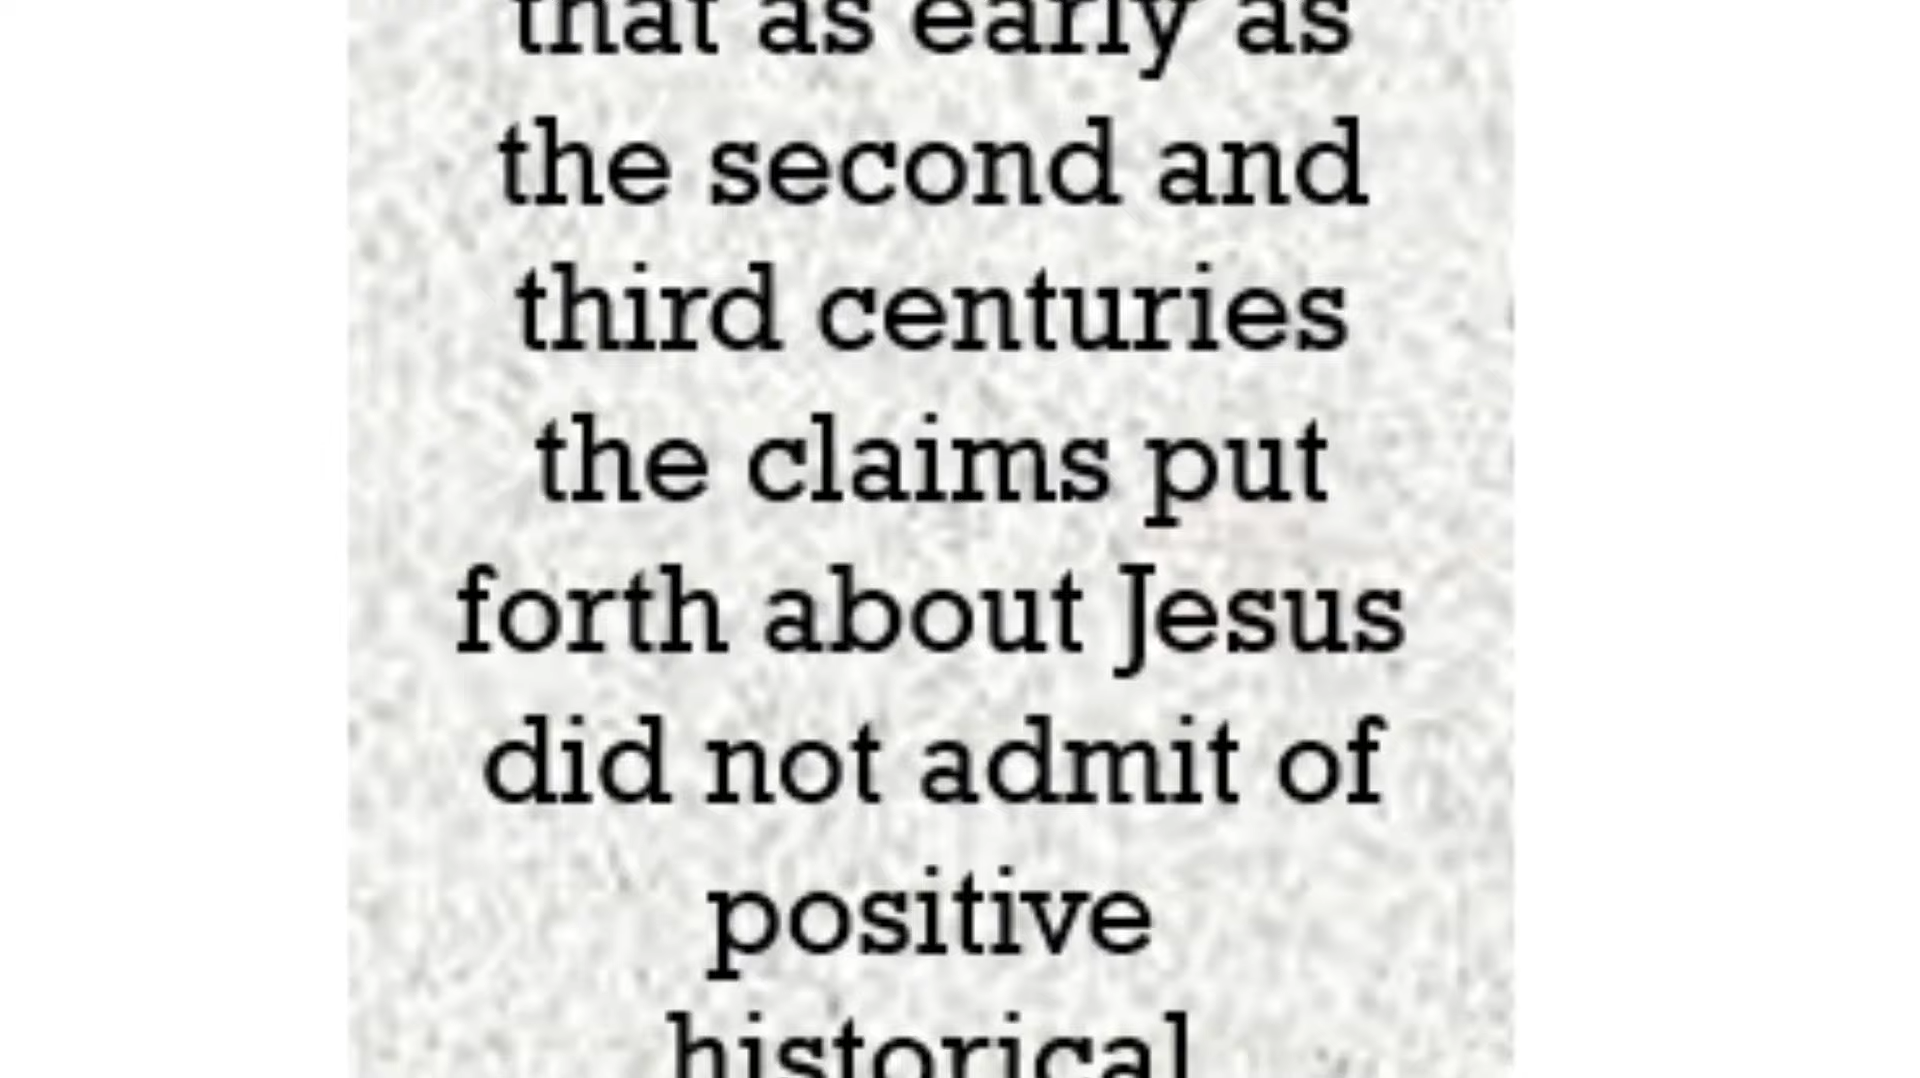 that as early as
the second and
third centuries
the claims put
forth about Jesus
did not admit of
positive
historical